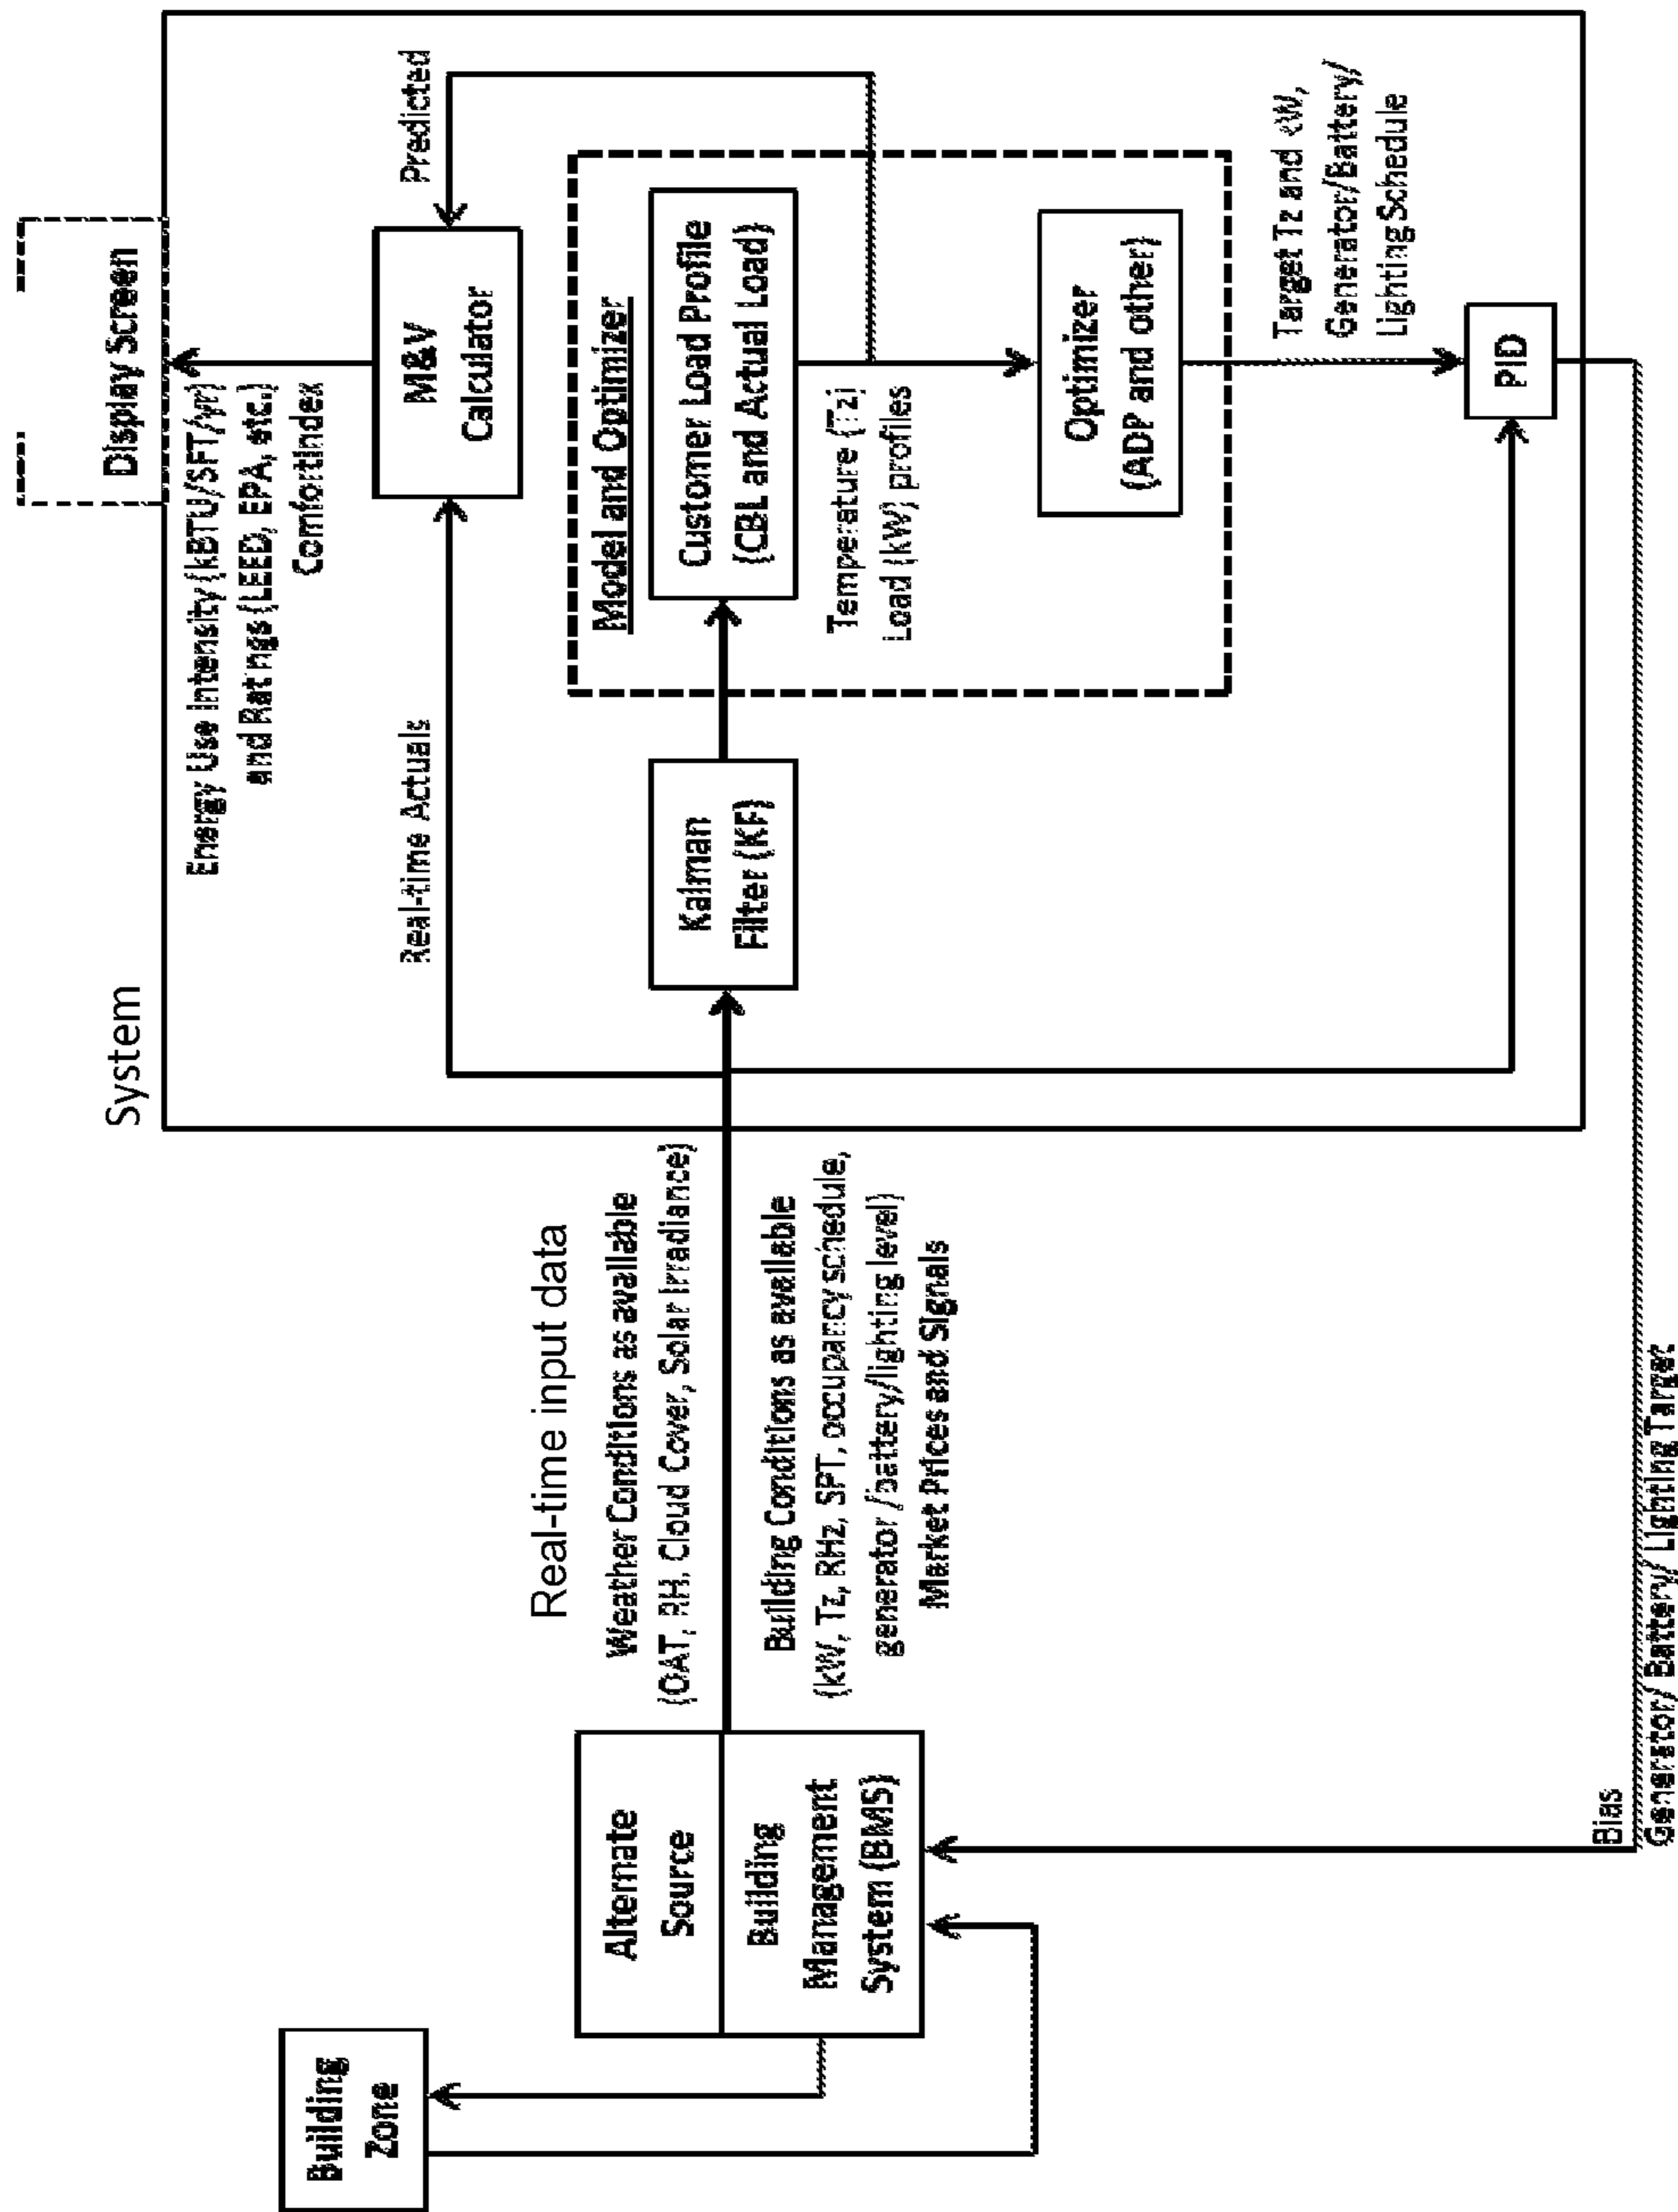 System
Display Screen
Energy Use Intensity (kBTU/SFT/yr)
and Ratings (LEED, EPA, etc.)
ComfortIndex
Real-time Actuals
M&V
Calculator
Predicted
Real-time input data
Weather Conditions as available
(OAT, RH, Cloud Cover, Solar Irradiance)
Building Conditions as available
(kW, Tz, RHz, SPT, occupancy schedule,
generator /battery/lighting level)
Market Prices and Signals
Building
Zone
Alternate
Source
Building
Management
System (BMS)
Kalman
Filter (KF)
Model and Optimizer
Customer Load Profile
(CBL and Actual Load)
Temperature (Tz)
Load (kW) profiles
Optimizer
(ADP and other)
Target Tz and kW,
Generator/Battery/
Lighting Schedule
PID
Bias
Generator/ Battery/ Lighting Target